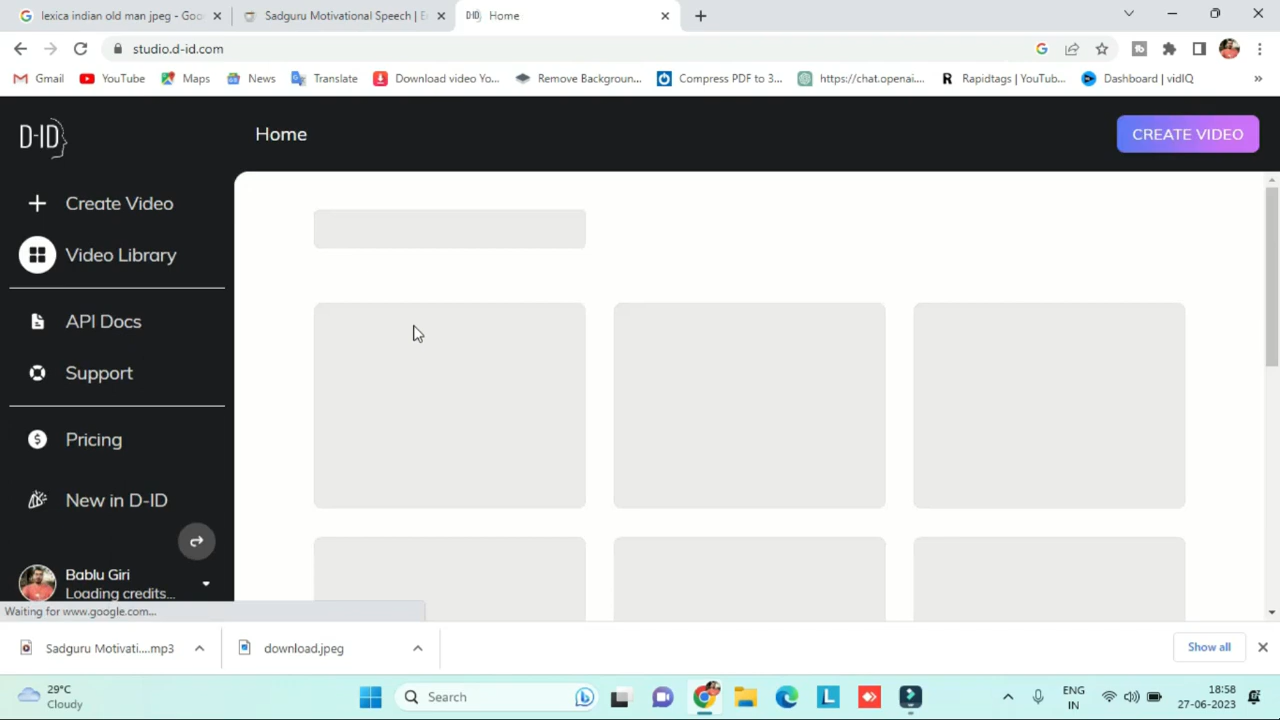 lexica indian old man jpeg - Goo
Sadguru Motivational Speech | E
D-ID Home
studio.d-id.com
Gmail YouTube Maps News Translate Download video Yo... Remove Backgroun... Compress PDF to 3... https://chat.openai.... Rapidtags | YouTub... Dashboard | vidIQ »
D-ID
Home
CREATE VIDEO
Create Video
Video Library
API Docs
Support
Pricing
New in D-ID
Bablu Giri
Loading credits...
Waiting for www.google.com...
Sadguru Motivati....mp3
download.jpeg
Show all
29°C
Cloudy
Search
ENG
IN
18:58
27-06-2023